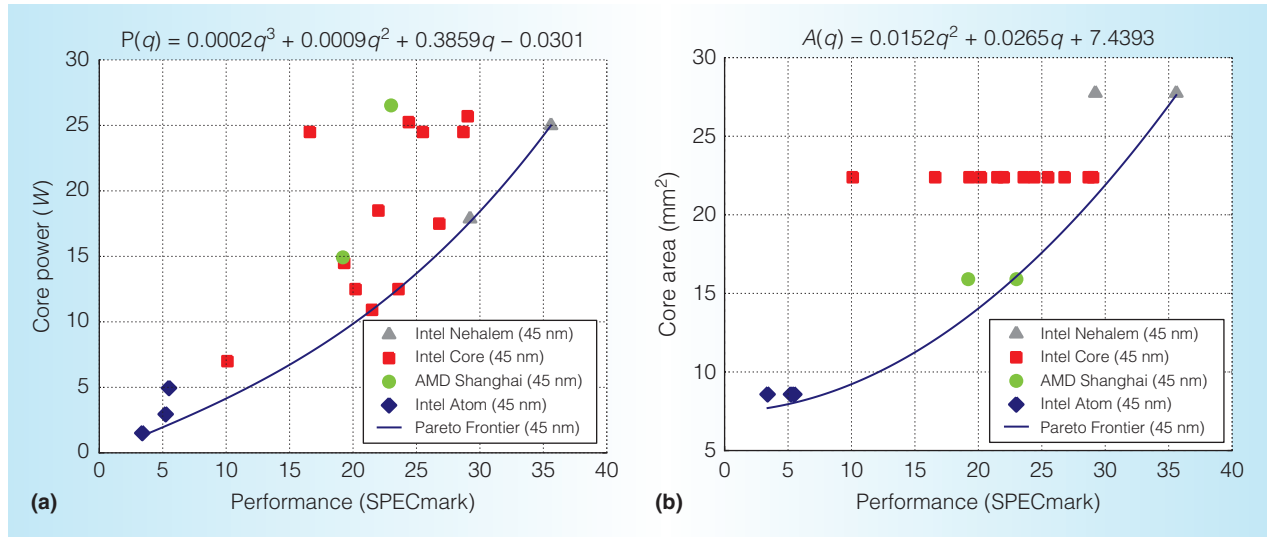 P(q) = 0.0002q³ + 0.0009q² + 0.3859q – 0.0301
30
25
20
15
10
5
0
Core power (W)
Intel Nehalem (45 nm)
Intel Core (45 nm)
AMD Shanghai (45 nm)
Intel Atom (45 nm)
Pareto Frontier (45 nm)
0 5 10 15 20 25 30 35 40
(a)
Performance (SPECmark)
A(q) = 0.0152q² + 0.0265q + 7.4393
30
25
20
15
10
5
Core area (mm²)
Intel Nehalem (45 nm)
Intel Core (45 nm)
AMD Shanghai (45 nm)
Intel Atom (45 nm)
Pareto Frontier (45 nm)
0 5 10 15 20 25 30 35 40
(b)
Performance (SPECmark)